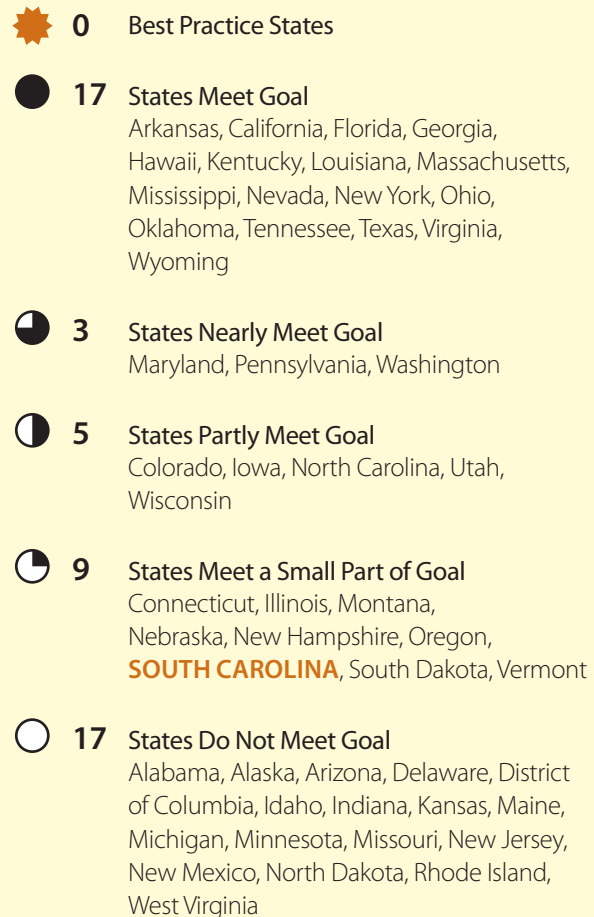 0 Best Practice States
17 States Meet Goal
Arkansas, California, Florida, Georgia,
Hawaii, Kentucky, Louisiana, Massachusetts,
Mississippi, Nevada, New York, Ohio,
Oklahoma, Tennessee, Texas, Virginia,
Wyoming
3 States Nearly Meet Goal
Maryland, Pennsylvania, Washington
5 States Partly Meet Goal
Colorado, Iowa, North Carolina, Utah,
Wisconsin
9 States Meet a Small Part of Goal
Connecticut, Illinois, Montana,
Nebraska, New Hampshire, Oregon,
SOUTH CAROLINA, South Dakota, Vermont
17 States Do Not Meet Goal
Alabama, Alaska, Arizona, Delaware, District
of Columbia, Idaho, Indiana, Kansas, Maine,
Michigan, Minnesota, Missouri, New Jersey,
New Mexico, North Dakota, Rhode Island,
West Virginia